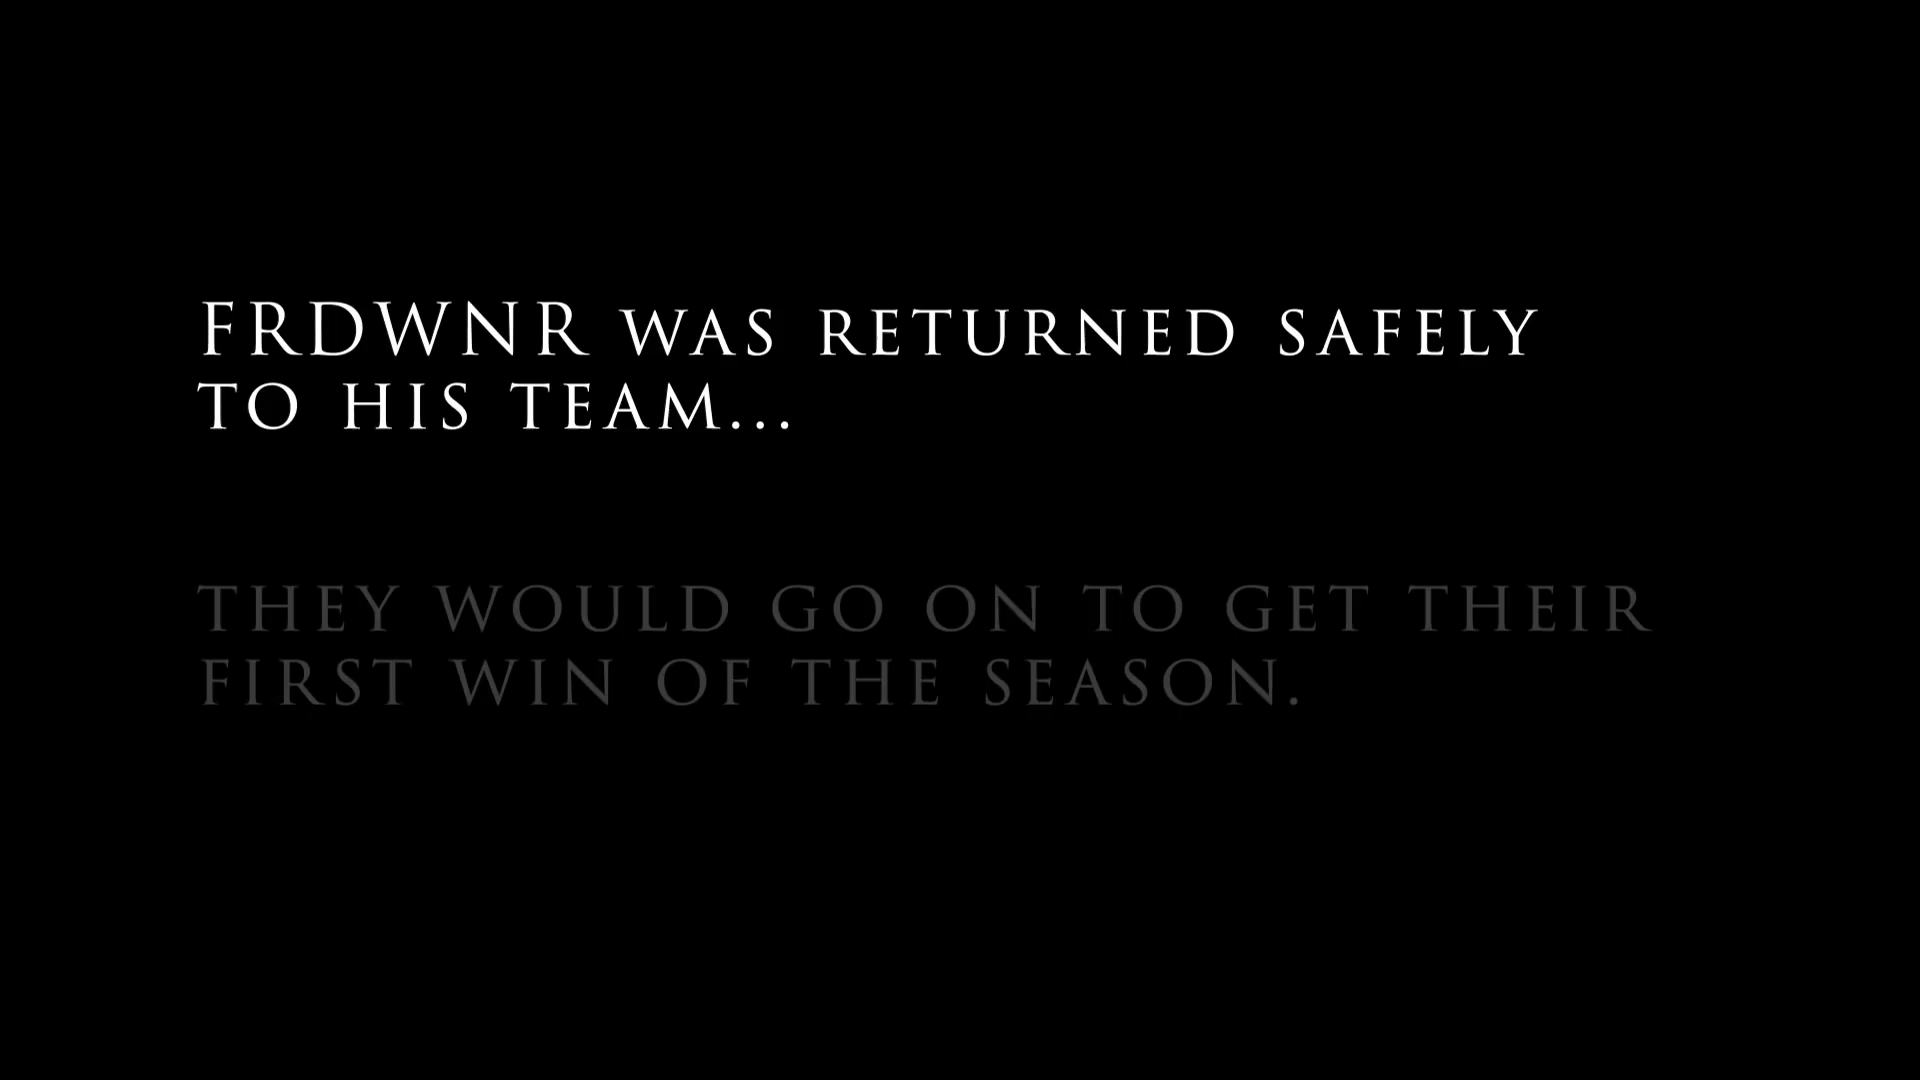 FRDWNR WAS RETURNED SAFELY
TO HIS TEAM...
THEY WOULD GO ON TO GET THEIR
FIRST WIN OF THE SEASON.